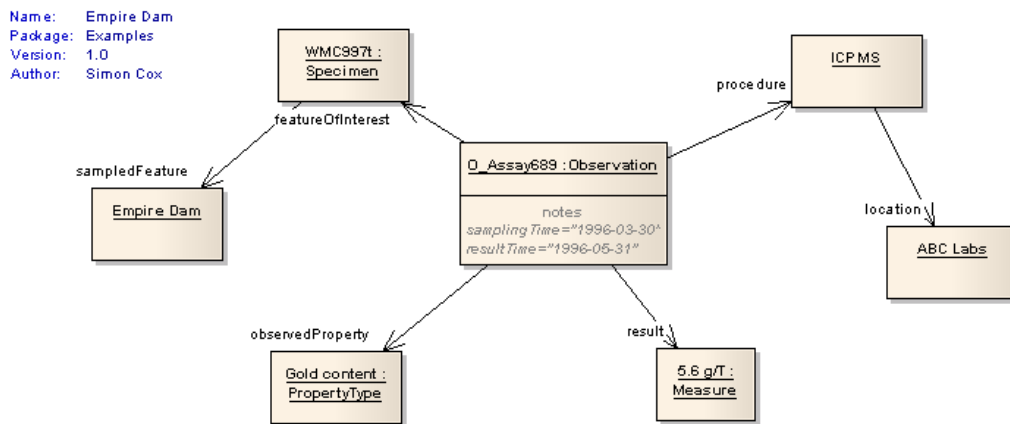 Name: Empire Dam
Package: Examples
Version: 1.0
Author: Simon Cox
WMC997t :
Specimen
ICPMS
procedure
featureOfInterest
O_Assay689 :Observation
sampledFeature
Empire Dam
notes
samplingTime="1996-03-30"
resultTime="1996-05-31"
location
ABC Labs
observedProperty
result
Gold content :
PropertyType
5.6 g/T :
Measure